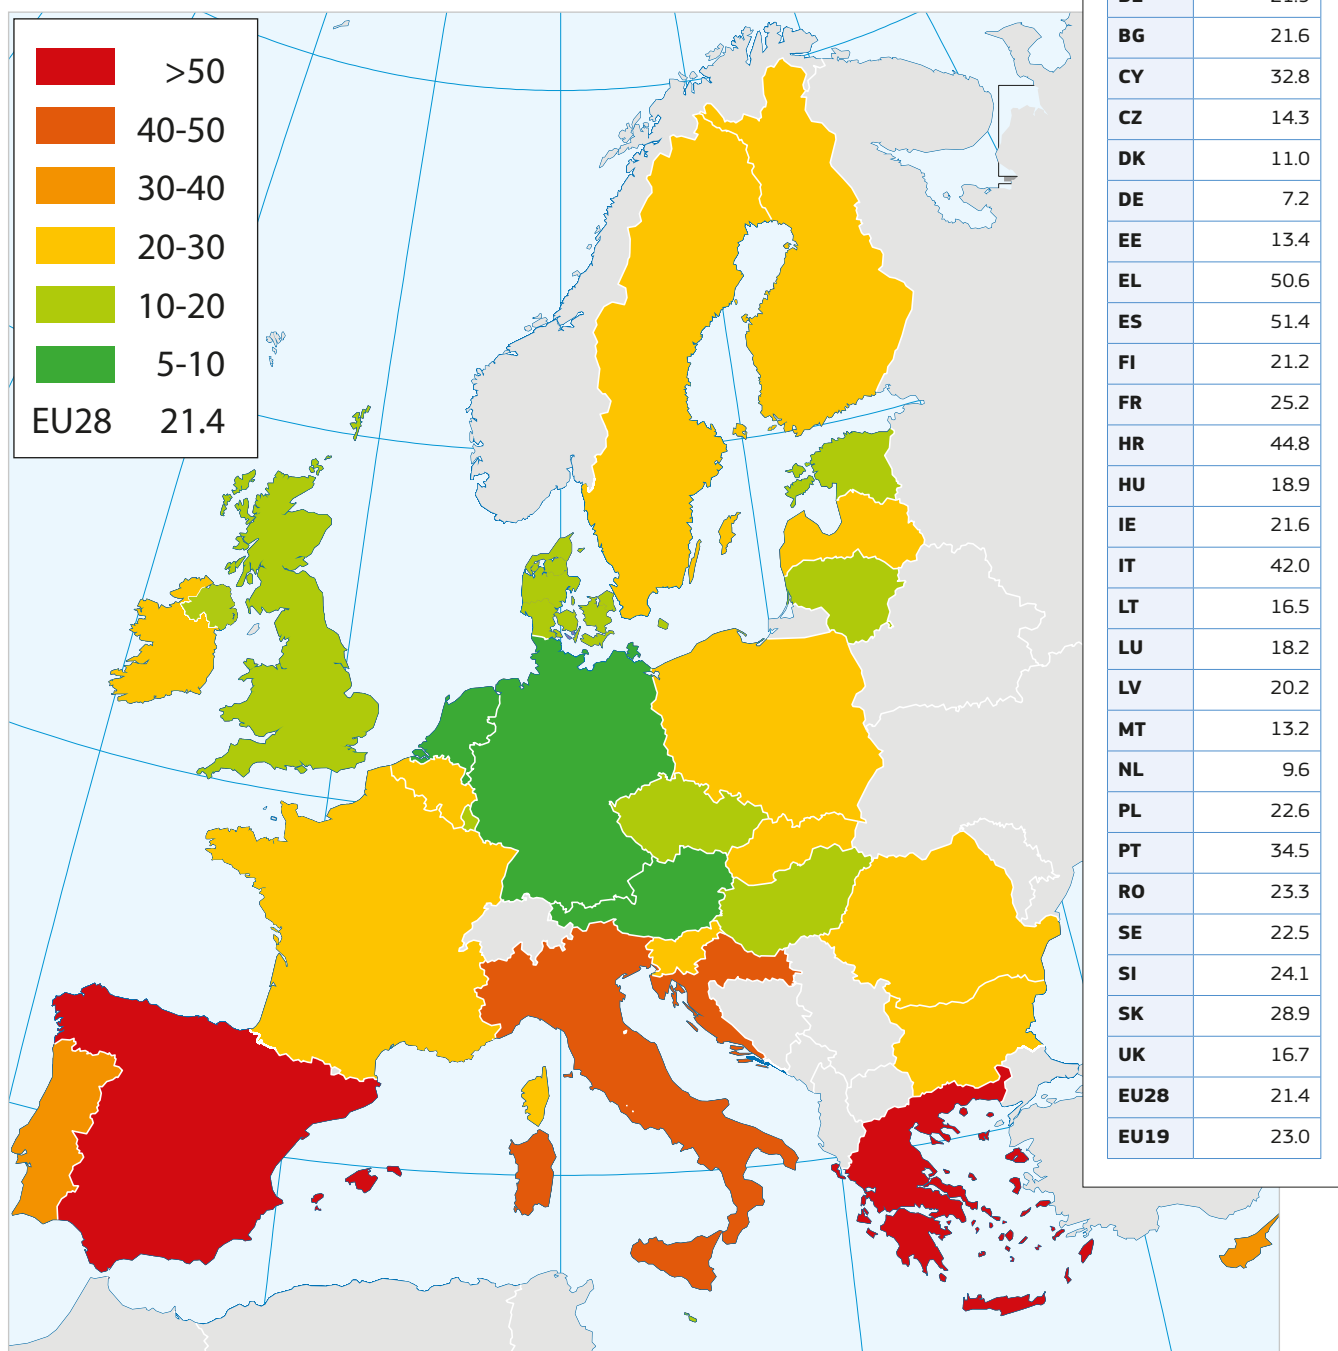 >50
40-50
30-40
20-30
10-20
5-10
EU28 21.4
BG 21.6
CY 32.8
CZ 14.3
DK 11.0
DE 7.2
EE 13.4
EL 50.6
ES 51.4
FI 21.2
FR 25.2
HR 44.8
HU 18.9
IE 21.6
IT 42.0
LT 16.5
LU 18.2
LV 20.2
MT 13.2
NL 9.6
PL 22.6
PT 34.5
RO 23.3
SE 22.5
SI 24.1
SK 28.9
UK 16.7
EU28 21.4
EU19 23.0